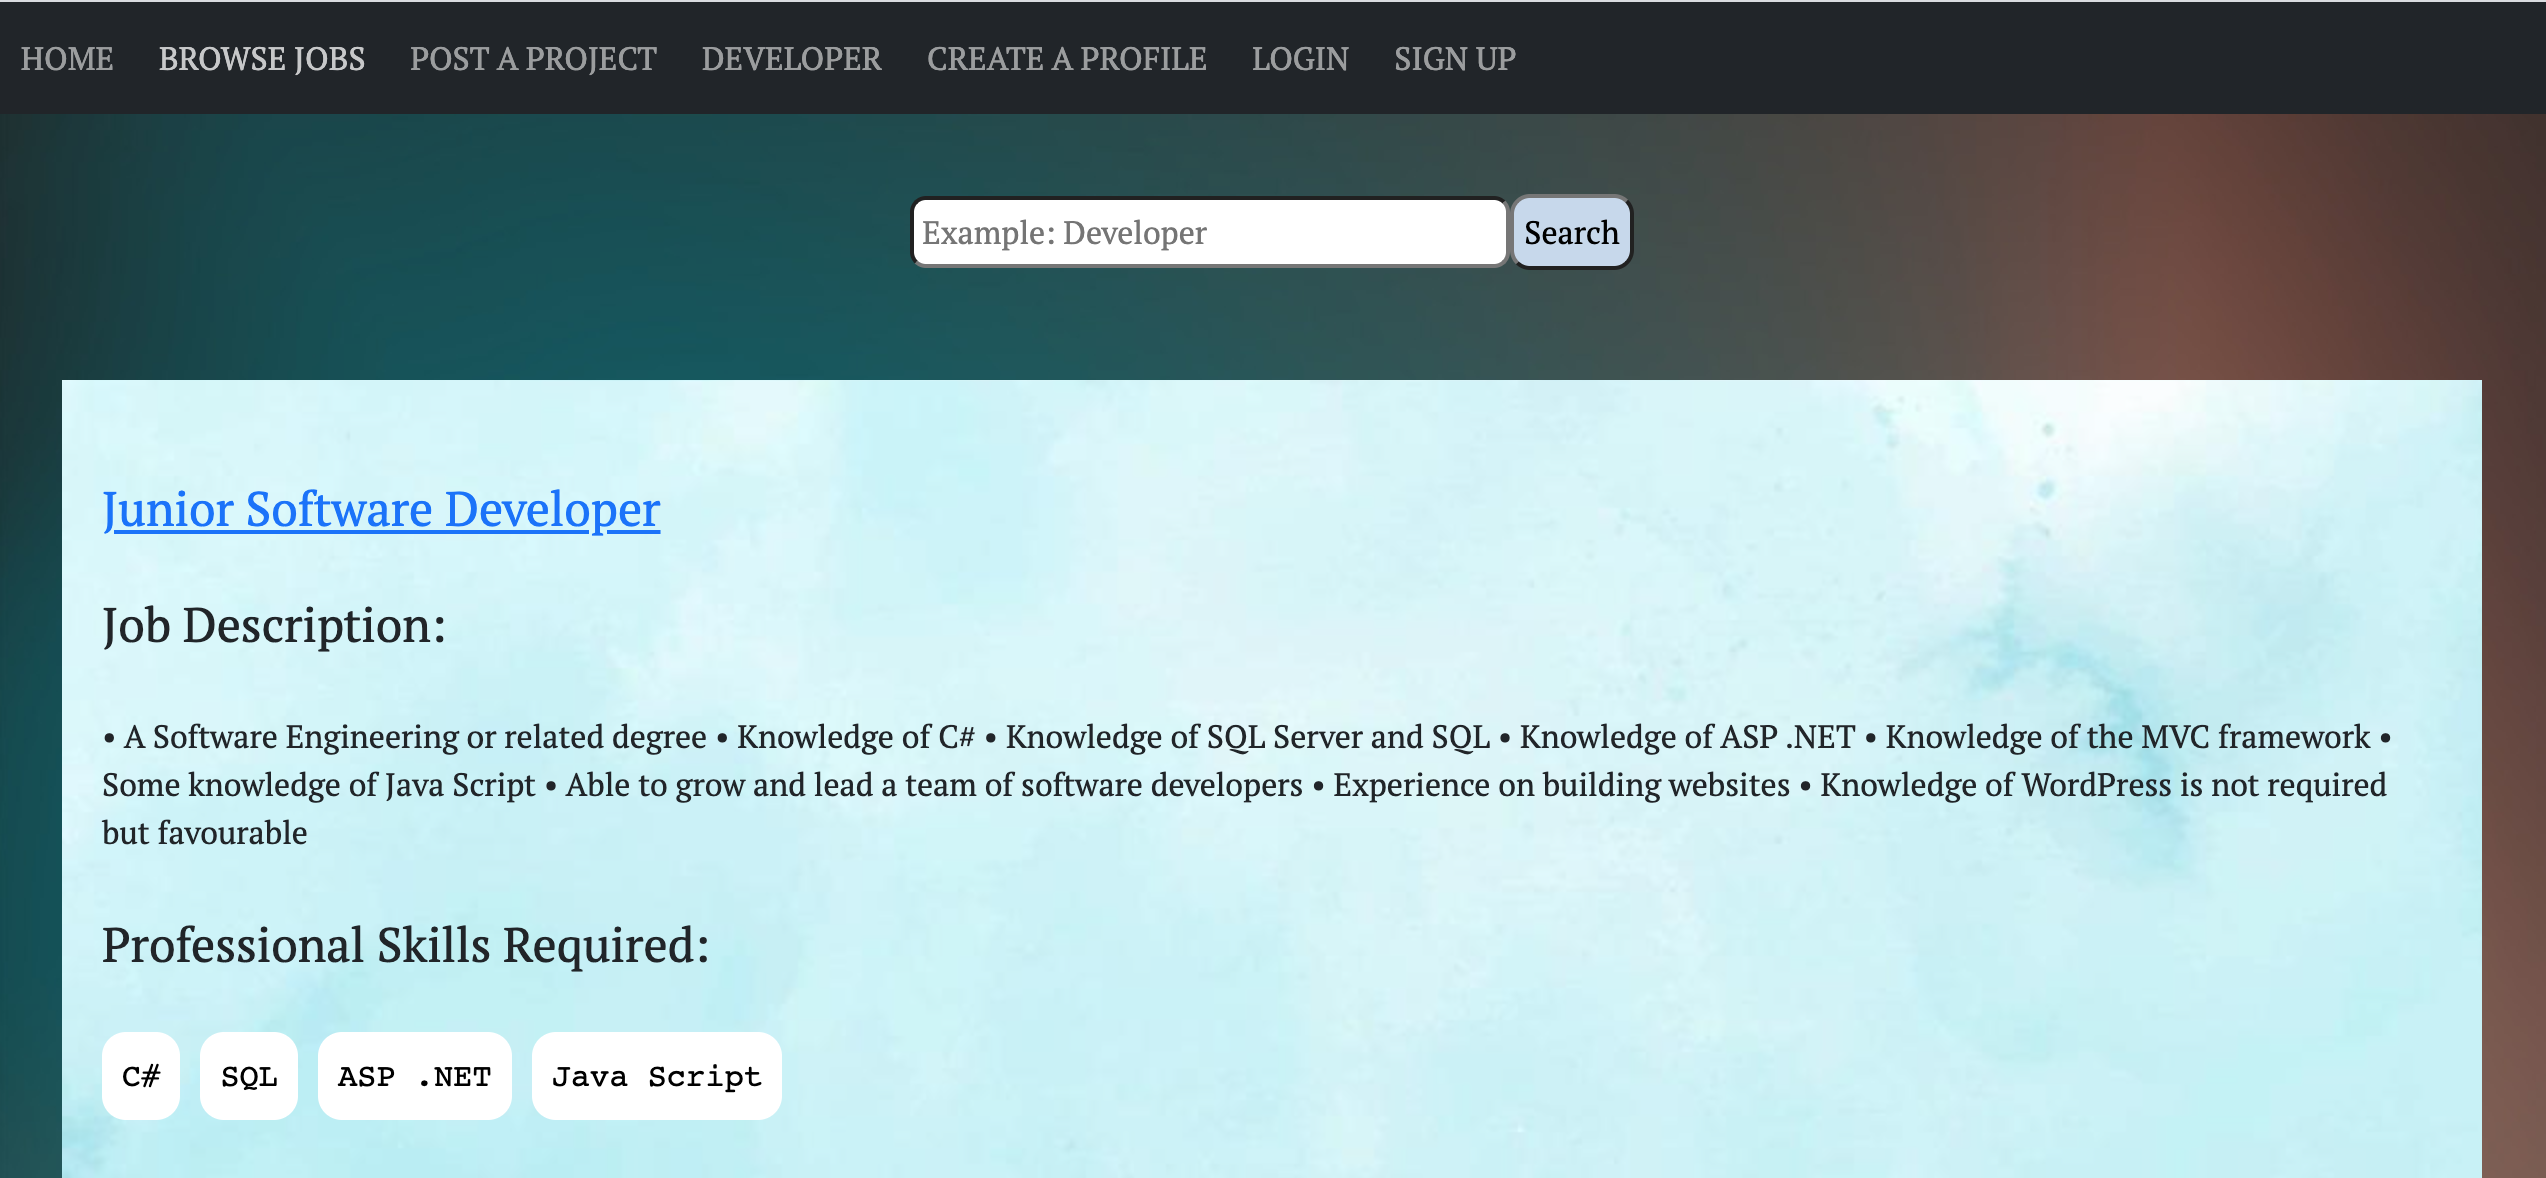 HOME BROWSE JOBS POST A PROJECT DEVELOPER CREATE A PROFILE LOGIN SIGN UP
Example: Developer Search
Junior Software Developer
Job Description:
• A Software Engineering or related degree • Knowledge of C# • Knowledge of SQL Server and SQL • Knowledge of ASP .NET • Knowledge of the MVC framework •
Some knowledge of Java Script • Able to grow and lead a team of software developers • Experience on building websites • Knowledge of WordPress is not required
but favourable
Professional Skills Required:
C# SQL ASP .NET Java Script